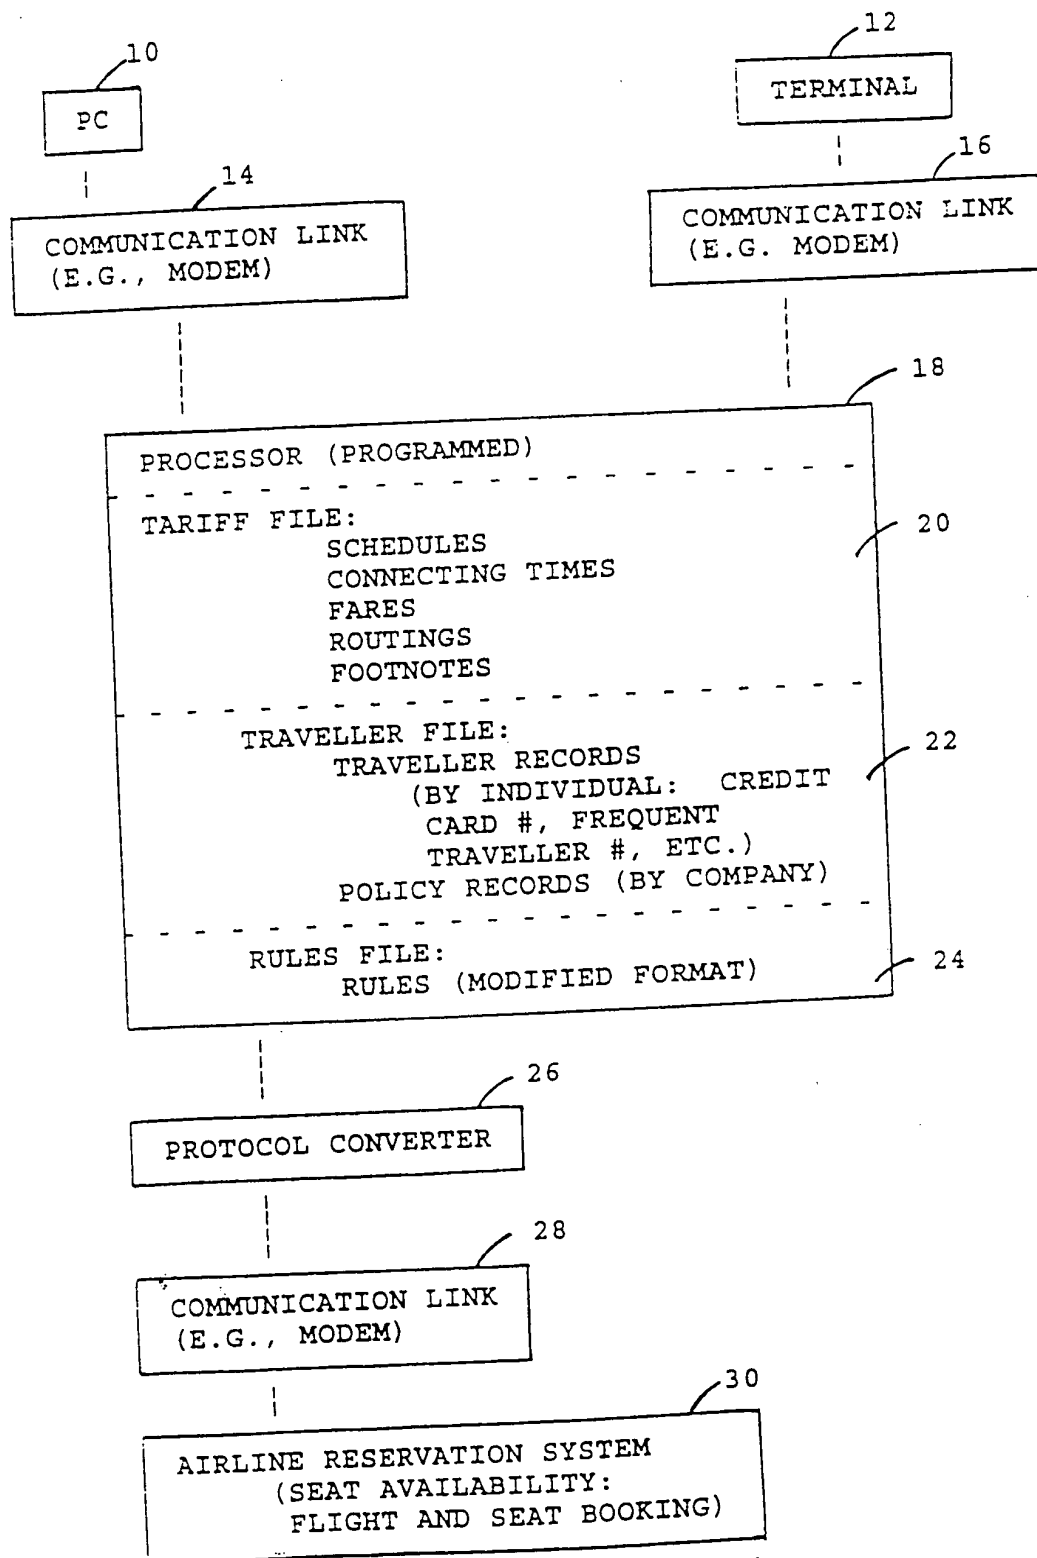 10
12
PC
TERMINAL
14
16
COMMUNICATION LINK
(E.G., MODEM)
COMMUNICATION LINK
(E.G. MODEM)
18
PROCESSOR (PROGRAMMED)
TARIFF FILE:
SCHEDULES
CONNECTING TIMES
FARES
ROUTINGS
FOOTNOTES
20
TRAVELLER FILE:
TRAVELLER RECORDS
(BY INDIVIDUAL: CREDIT
CARD #, FREQUENT
TRAVELLER #, ETC.)
POLICY RECORDS (BY COMPANY)
22
RULES FILE:
RULES (MODIFIED FORMAT)
24
26
PROTOCOL CONVERTER
28
COMMUNICATION LINK
(E.G., MODEM)
30
AIRLINE RESERVATION SYSTEM
(SEAT AVAILABILITY:
FLIGHT AND SEAT BOOKING)